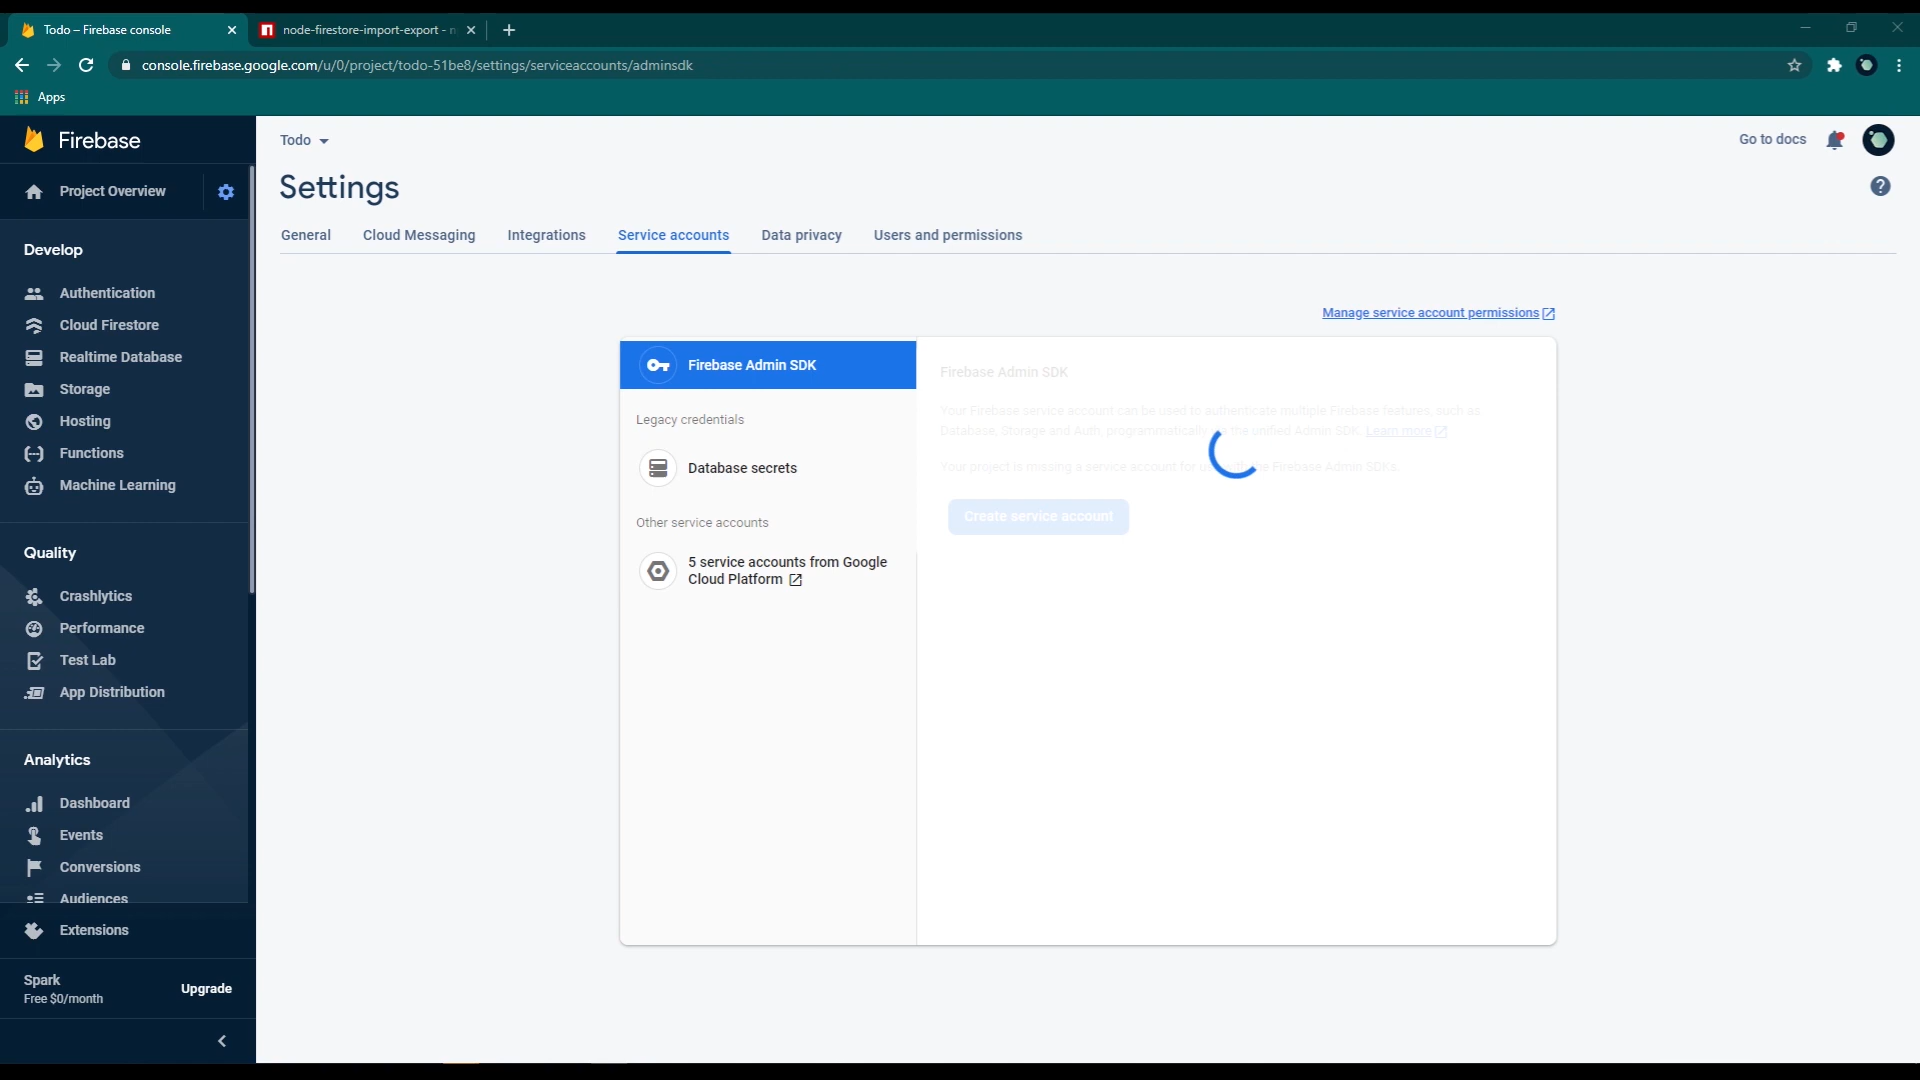 Todo – Firebase console
node-firestore-import-export - n
console.firebase.google.com/u/0/project/todo-51be8/settings/serviceaccounts/adminsdk
Apps
Firebase
Project Overview
Develop
Authentication
Cloud Firestore
Realtime Database
Storage
Hosting
Functions
Machine Learning
Quality
Crashlytics
Performance
Test Lab
App Distribution
Analytics
Dashboard
Events
Conversions
Audiences
Extensions
Spark
Free $0/month
Upgrade
Todo
Go to docs
Settings
General Cloud Messaging Integrations Service accounts Data privacy Users and permissions
Manage service account permissions
Firebase Admin SDK
Legacy credentials
Database secrets
Other service accounts
5 service accounts from Google
Cloud Platform
Firebase Admin SDK
Your Firebase service account can be used to authenticate multiple Firebase features, such as
Database, Storage and Auth, programmatically the unified Admin SDK. Learn more
Your project is missing a service account for Firebase Admin SDKs.
Create service account